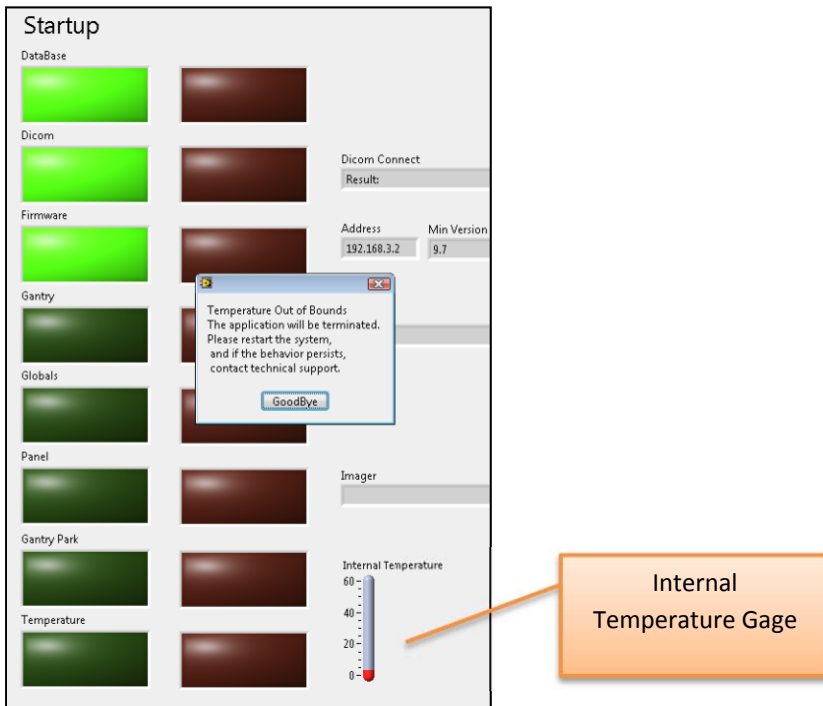 Startup
DataBase
Dicom
Dicom Connect
Result:
Firmware
Address Min Version
192.168.3.2 9.7
Gantry
Temperature Out of Bounds
The application will be terminated.
Please restart the system,
and if the behavior persists,
contact technical support.
GoodBye
Globals
Panel
Imager
Gantry Park
Internal Temperature
60
40
20
0
Temperature
Internal
Temperature Gage